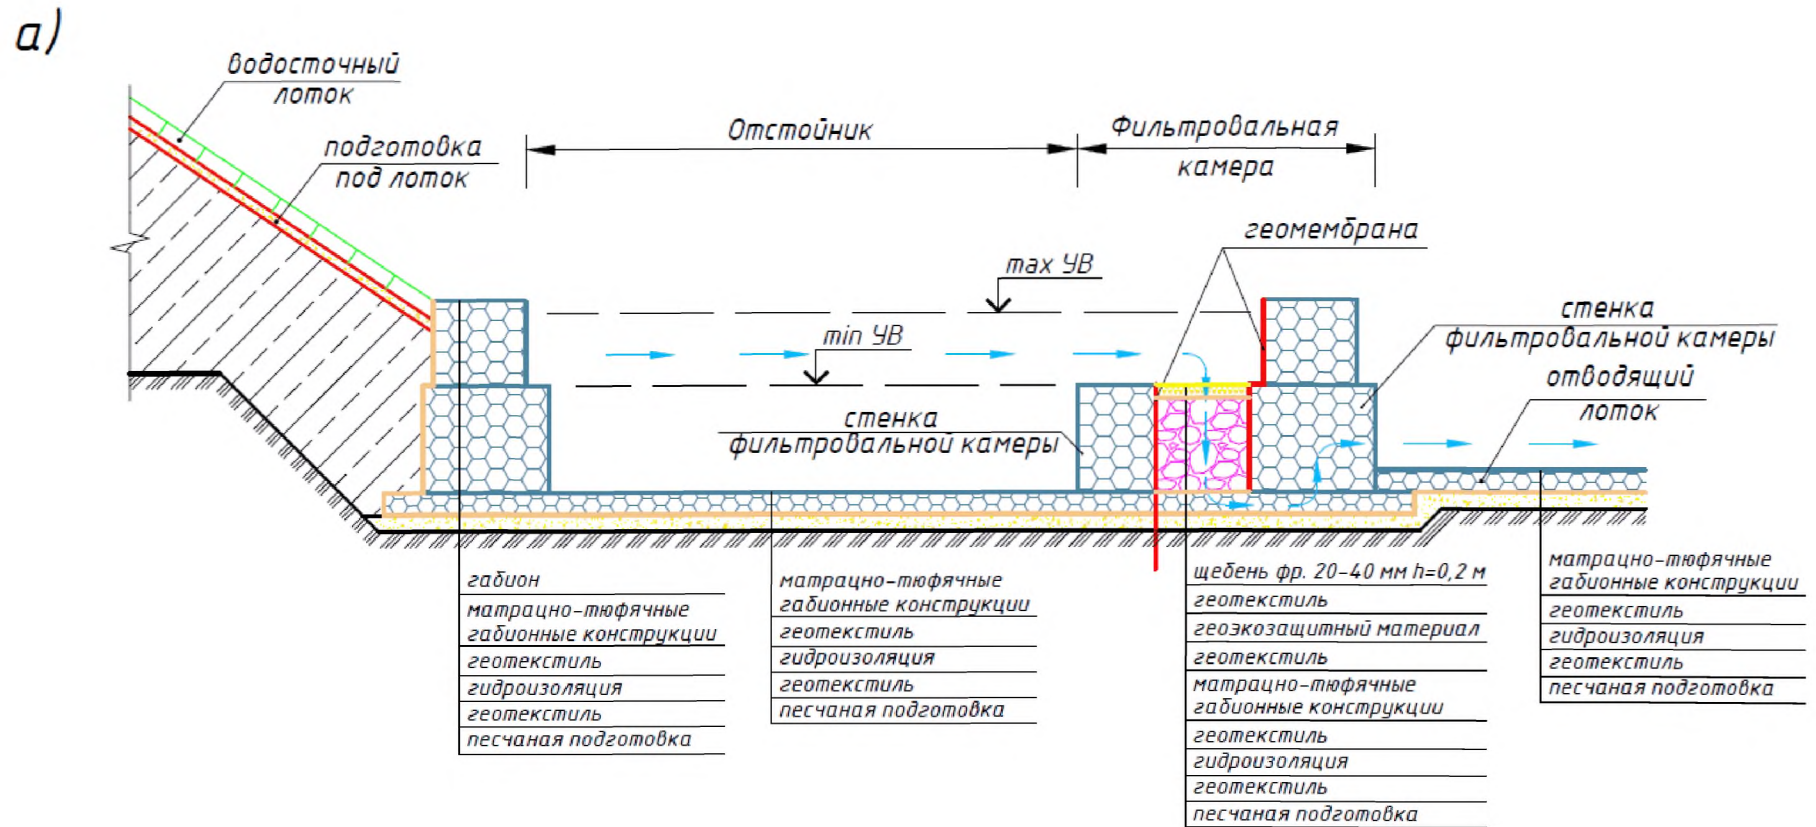 а)
водосточный
лоток
подготовка
под лоток
Отстойник
Фильтровальная
камера
геомембрана
max УВ
min УВ
стенка
фильтровальной камеры
стенка
фильтровальной камеры
отводящий
лоток
габион
матрацно-тюфячные
габионные конструкции
геотекстиль
гидроизоляция
геотекстиль
песчаная подготовка
матрацно-тюфячные
габионные конструкции
геотекстиль
гидроизоляция
геотекстиль
песчаная подготовка
щебень фр. 20-40 мм h=0,2 м
геотекстиль
геоэкозащитный материал
геотекстиль
матрацно-тюфячные
габионные конструкции
геотекстиль
гидроизоляция
геотекстиль
песчаная подготовка
матрацно-тюфячные
габионные конструкции
геотекстиль
гидроизоляция
геотекстиль
песчаная подготовка